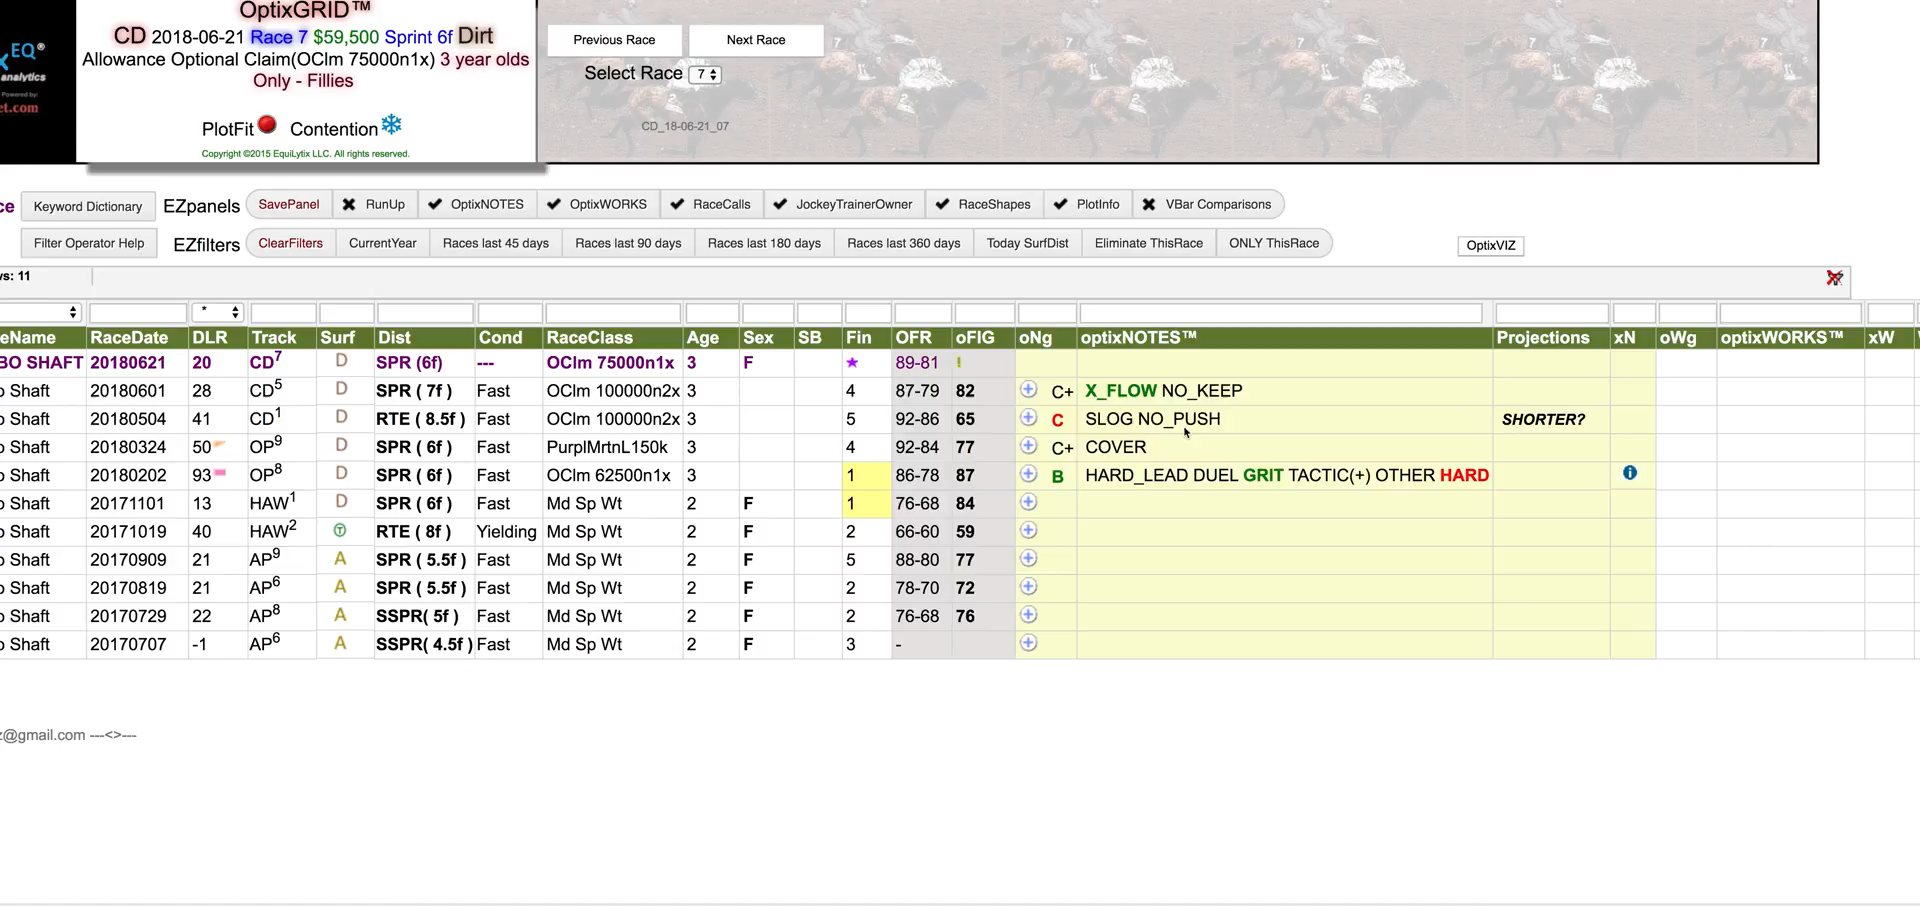 OptixGRID™
CD 2018-06-21 Race 7 $59,500 Sprint 6f Dirt
Allowance Optional Claim(OClm 75000n1x) 3 year olds
Only - Fillies
PlotFit Contention
Copyright ©2015 EquiLytix LLC. All rights reserved.
EQ®
analytics
Powered by:
et.com
Previous Race Next Race
Select Race 7
CD_18-06-21_07
ce Keyword Dictionary EZpanels SavePanel RunUp OptixNOTES OptixWORKS RaceCalls JockeyTrainerOwner RaceShapes PlotInfo VBar Comparisons
Filter Operator Help EZfilters ClearFilters CurrentYear Races last 45 days Races last 90 days Races last 180 days Races last 360 days Today SurfDist Eliminate ThisRace ONLY ThisRace OptixVIZ
vs: 11
*
eName RaceDate DLR Track Surf Dist Cond RaceClass Age Sex SB Fin OFR oFIG oNg optixNOTES™ Projections xN oWg optixWORKS™ xW
BO SHAFT 20180621 20 CD7 D SPR (6f) --- OClm 75000n1x 3 F ★ 89-81 !
o Shaft 20180601 28 CD5 D SPR ( 7f ) Fast OClm 100000n2x 3 4 87-79 82 C+ X_FLOW NO_KEEP
o Shaft 20180504 41 CD1 D RTE ( 8.5f ) Fast OClm 100000n2x 3 5 92-86 65 C SLOG NO_PUSH SHORTER?
o Shaft 20180324 50 OP9 D SPR ( 6f ) Fast PurplMrtnL150k 3 4 92-84 77 C+ COVER
o Shaft 20180202 93 OP8 D SPR ( 6f ) Fast OClm 62500n1x 3 1 86-78 87 B HARD_LEAD DUEL GRIT TACTIC(+) OTHER HARD
o Shaft 20171101 13 HAW1 D SPR ( 6f ) Fast Md Sp Wt 2 F 1 76-68 84
o Shaft 20171019 40 HAW2 T RTE ( 8f ) Yielding Md Sp Wt 2 F 2 66-60 59
o Shaft 20170909 21 AP9 A SPR ( 5.5f ) Fast Md Sp Wt 2 F 5 88-80 77
o Shaft 20170819 21 AP6 A SPR ( 5.5f ) Fast Md Sp Wt 2 F 2 78-70 72
o Shaft 20170729 22 AP8 A SSPR( 5f ) Fast Md Sp Wt 2 F 2 76-68 76
o Shaft 20170707 -1 AP6 A SSPR( 4.5f ) Fast Md Sp Wt 2 F 3 -
z@gmail.com ---<>---